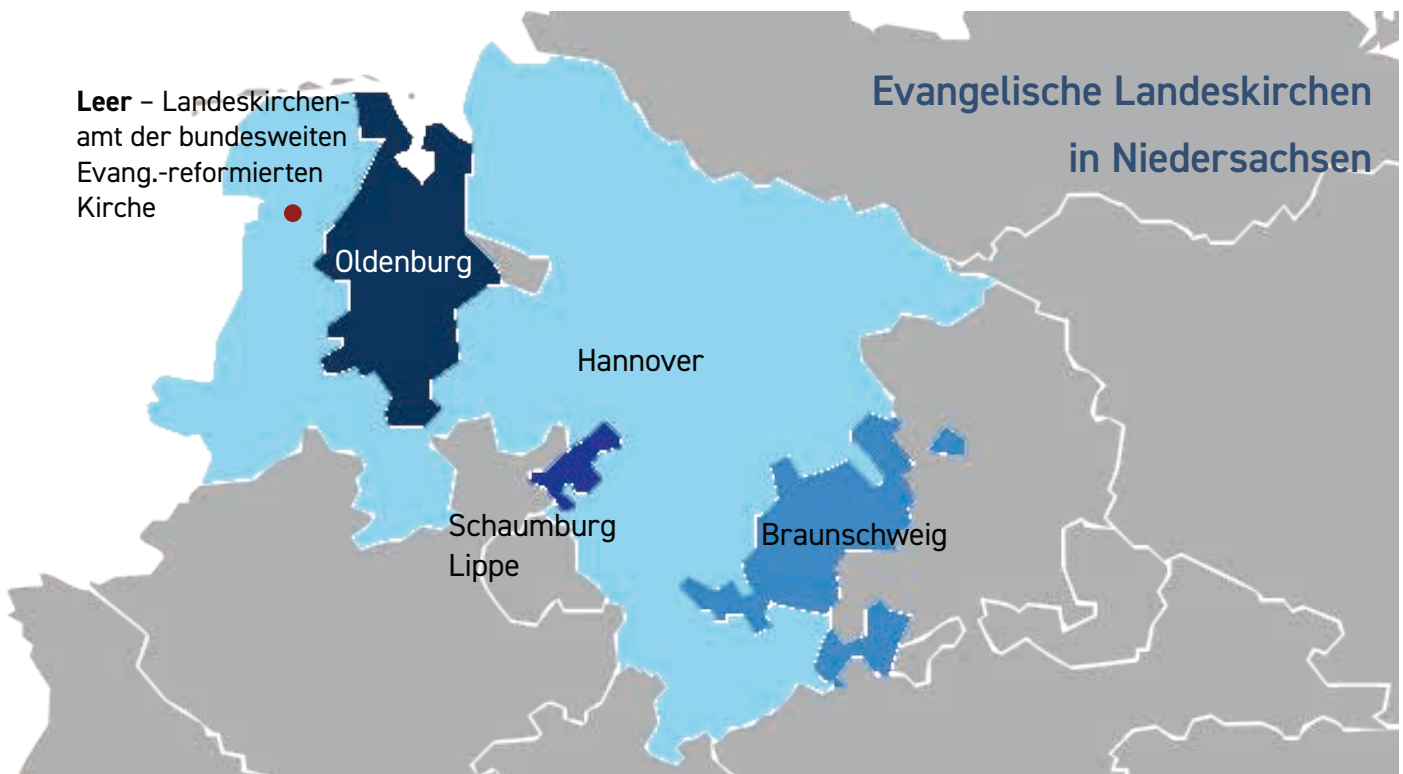 Evangelische Landeskirchen
in Niedersachsen
Leer – Landeskirchen-
amt der bundesweiten
Evang.-reformierten
Kirche
Oldenburg
Hannover
Schaumburg
Lippe
Braunschweig